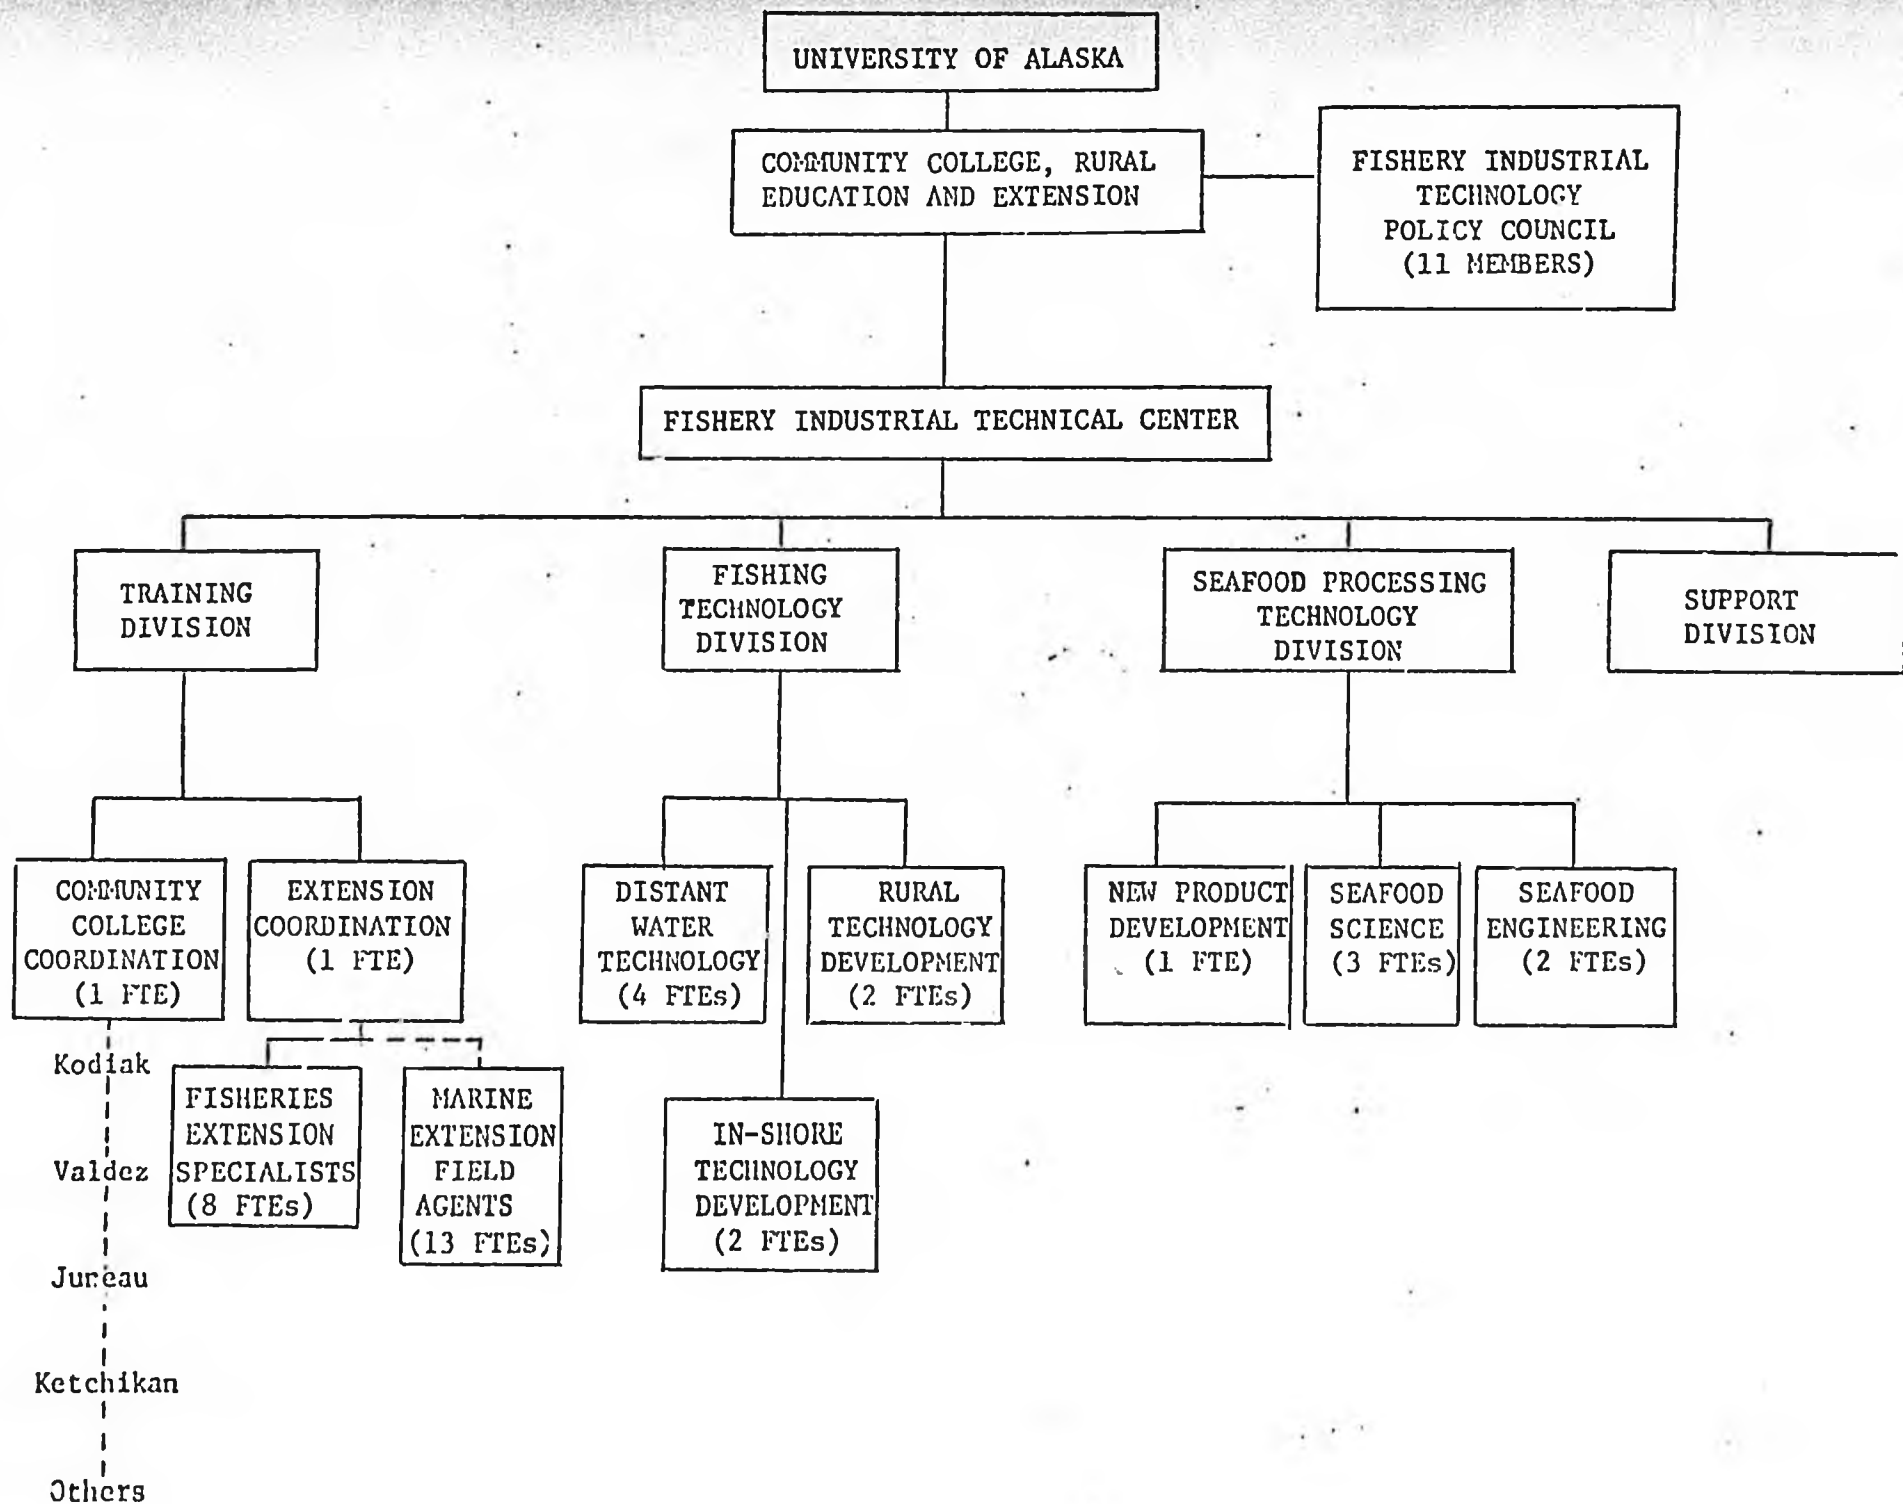 UNIVERSITY OF ALASKA
COMMUNITY COLLEGE, RURAL
EDUCATION AND EXTENSION
FISHERY INDUSTRIAL
TECHNOLOGY
POLICY COUNCIL
(11 MEMBERS)
FISHERY INDUSTRIAL TECHNICAL CENTER
TRAINING
DIVISION
FISHING
TECHNOLOGY
DIVISION
SEAFOOD PROCESSING
TECHNOLOGY
DIVISION
SUPPORT
DIVISION
COMMUNITY
COLLEGE
COORDINATION
(1 FTE)
EXTENSION
COORDINATION
(1 FTE)
DISTANT
WATER
TECHNOLOGY
(4 FTEs)
RURAL
TECHNOLOGY
DEVELOPMENT
(2 FTEs)
NEW PRODUCT
DEVELOPMENT
(1 FTE)
SEAFOOD
SCIENCE
(3 FTEs)
SEAFOOD
ENGINEERING
(2 FTEs)
Kodiak
Valdez
Juneau
Ketchikan
Others
FISHERIES
EXTENSION
SPECIALISTS
(8 FTEs)
MARINE
EXTENSION
FIELD
AGENTS
(13 FTEs)
IN-SHORE
TECHNOLOGY
DEVELOPMENT
(2 FTEs)